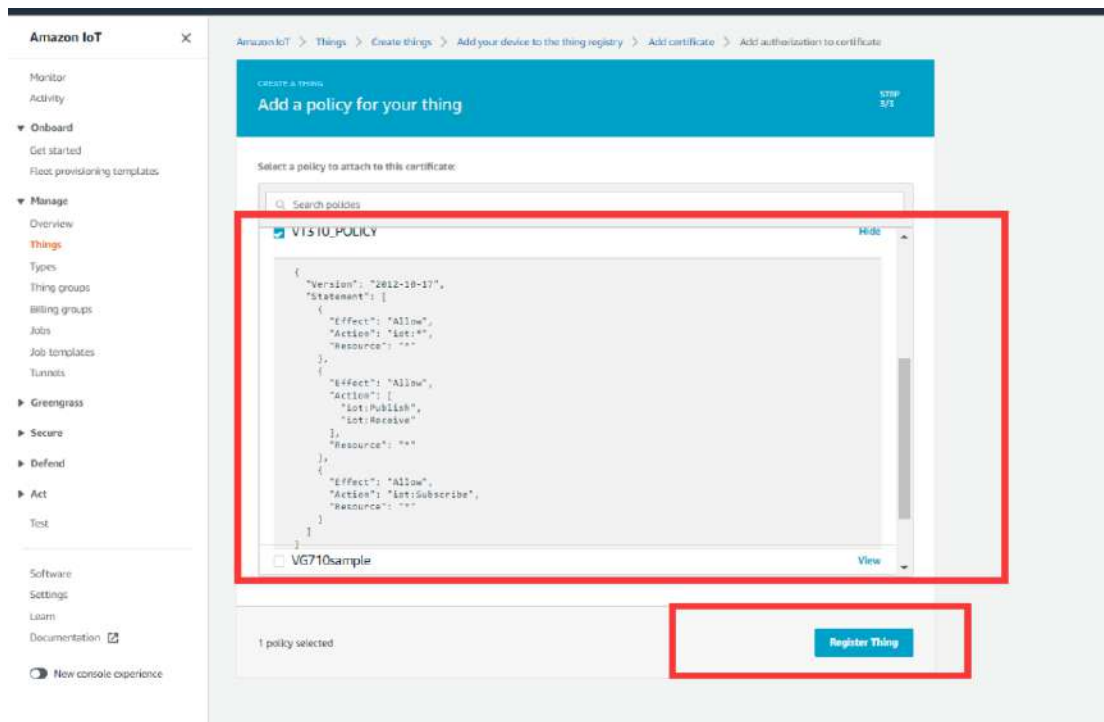 Amazon IoT
Monitor
Activity
Onboard
Get started
Fleet provisioning templates
Manage
Overview
Things
Types
Thing groups
Billing groups
Jobs
Job templates
Tunnels
Greengrass
Secure
Defend
Act
Test
Software
Settings
Learn
Documentation
New console experience
Amazon IoT > Things > Create things > Add your device to the thing registry > Add certificate > Add authorization to certificate
CREATE A THING
Add a policy for your thing
STEP
3/3
Select a policy to attach to this certificate:
Search policies
VT310_POLICY Hide
{
"Version": "2012-10-17",
"Statement": [
{
"Effect": "Allow",
"Action": "iot:*",
"Resource": "*"
},
{
"Effect": "Allow",
"Action": [
"iot:Publish",
"iot:Receive"
],
"Resource": "*"
},
{
"Effect": "Allow",
"Action": "iot:Subscribe",
"Resource": "*"
}
]
}
VG710sample View
1 policy selected
Register Thing